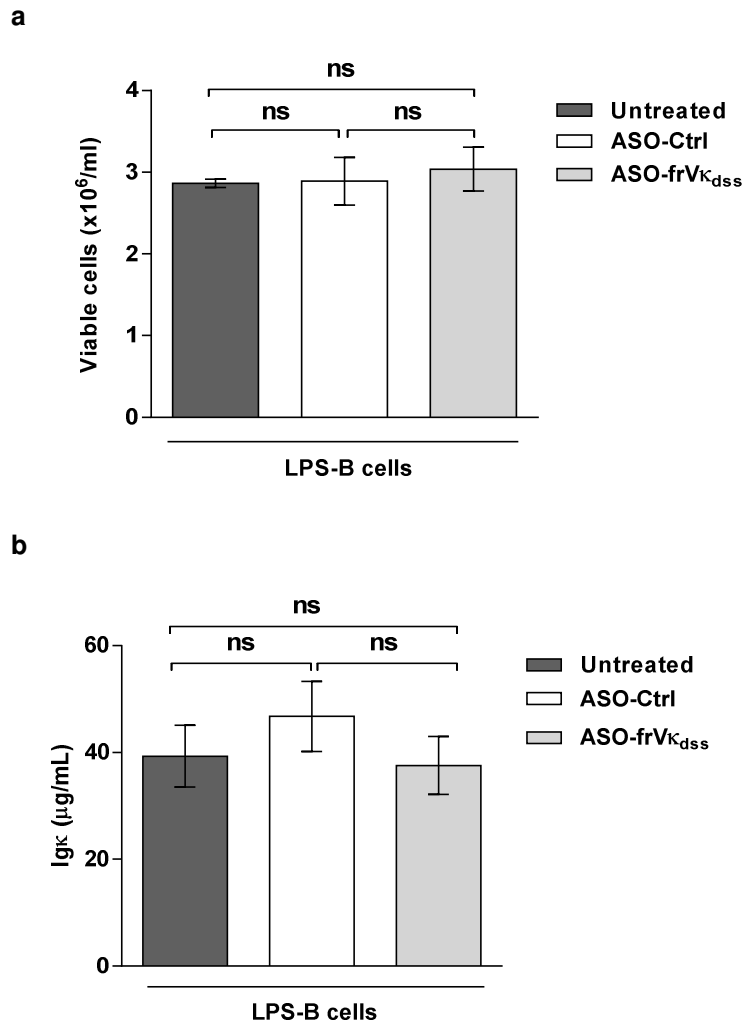 a
ns
ns ns
4
3
2
1
0
Viable cells (x10⁶/ml)
Untreated
ASO-Ctrl
ASO-frVκdss
LPS-B cells
b
ns
ns ns
60
40
20
0
Igκ (μg/mL)
Untreated
ASO-Ctrl
ASO-frVκdss
LPS-B cells